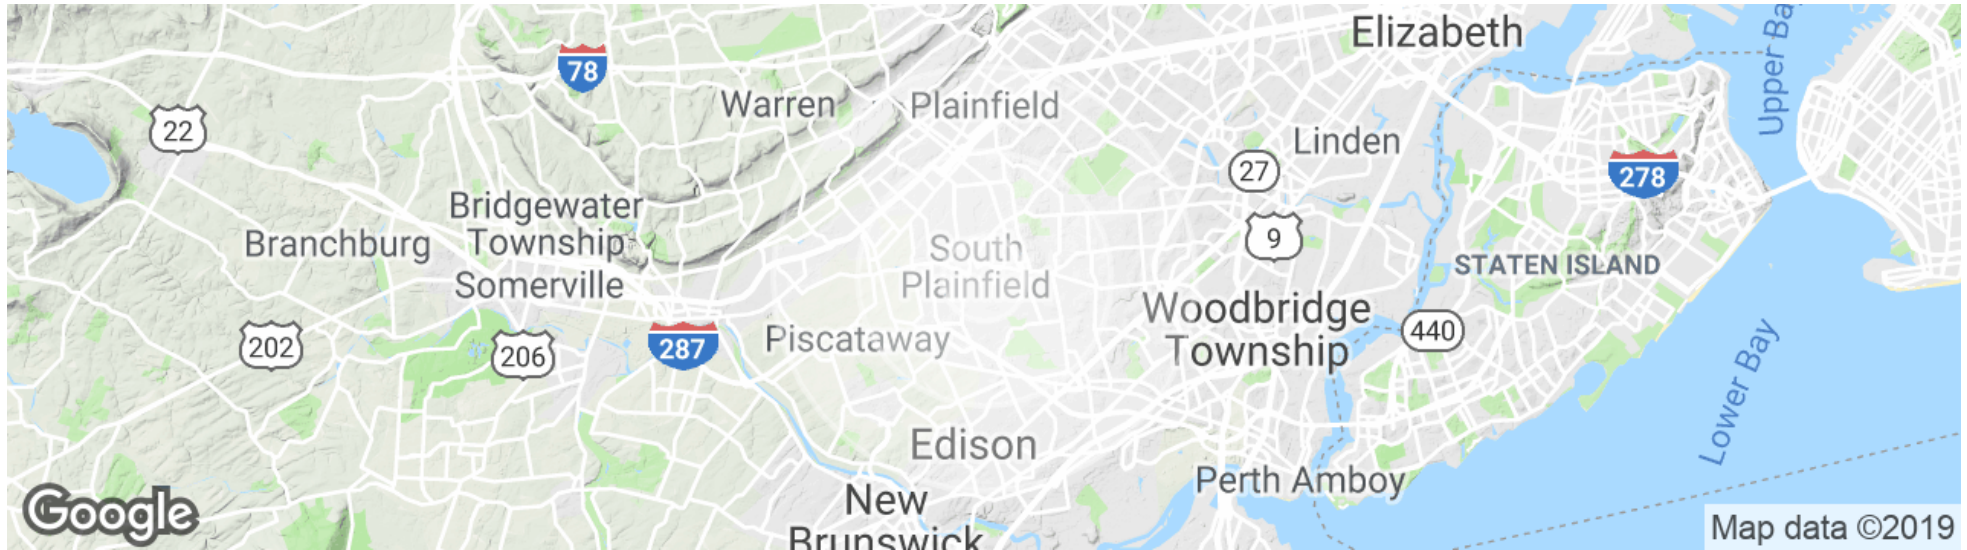 Elizabeth
Upper Ba
78
Warren
Plainfield
22
Linden
27
278
Bridgewater
Township
Branchburg
9
South
Plainfield
STATEN ISLAND
Somerville
Woodbridge
Township
202
206
287
Piscataway
440
Lower Bay
Edison
Perth Amboy
New
Brunswick
Google
Map data ©2019